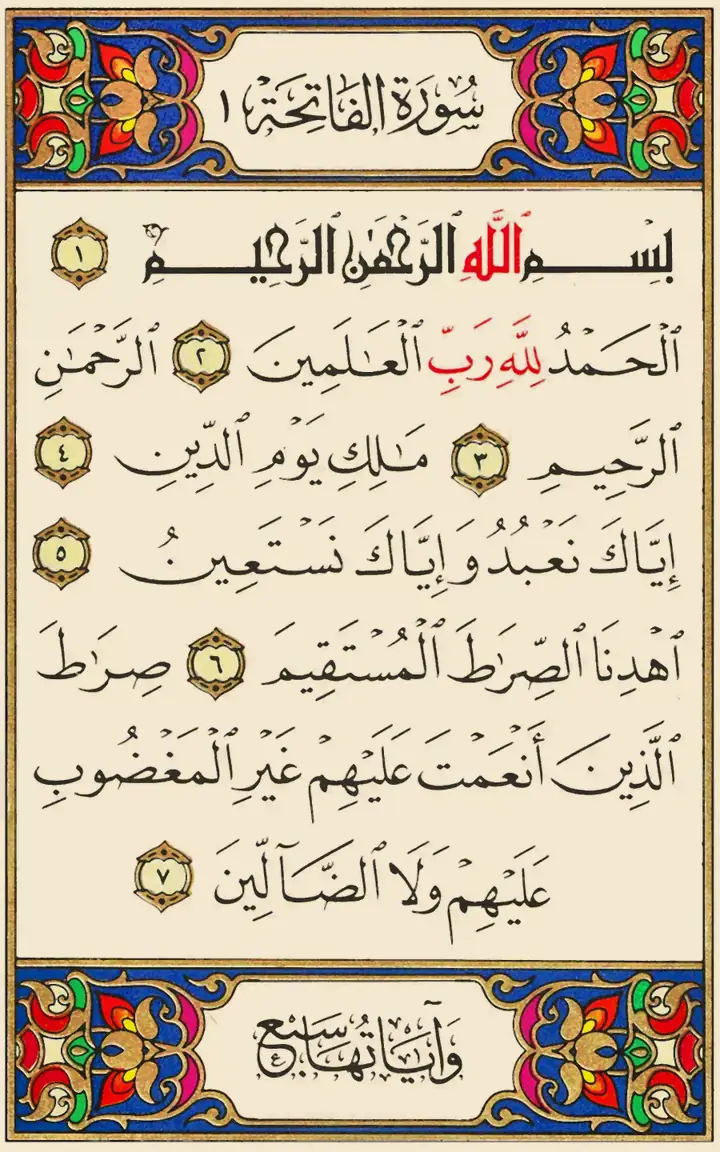 سُورَةُ الفَاتِحَةِ ١
بِسْمِ ٱللَّهِ ٱلرَّحْمَٰنِ ٱلرَّحِيمِ ١
ٱلْحَمْدُ لِلَّهِ رَبِّ ٱلْعَٰلَمِينَ ٢ ٱلرَّحْمَٰنِ
ٱلرَّحِيمِ ٣ مَٰلِكِ يَوْمِ ٱلدِّينِ ٤
إِيَّاكَ نَعْبُدُ وَإِيَّاكَ نَسْتَعِينُ ٥
ٱهْدِنَا ٱلصِّرَٰطَ ٱلْمُسْتَقِيمَ ٦ صِرَٰطَ
ٱلَّذِينَ أَنْعَمْتَ عَلَيْهِمْ غَيْرِ ٱلْمَغْضُوبِ
عَلَيْهِمْ وَلَا ٱلضَّآلِّينَ ٧
وَآيَاتُهَا سَبْعٌ